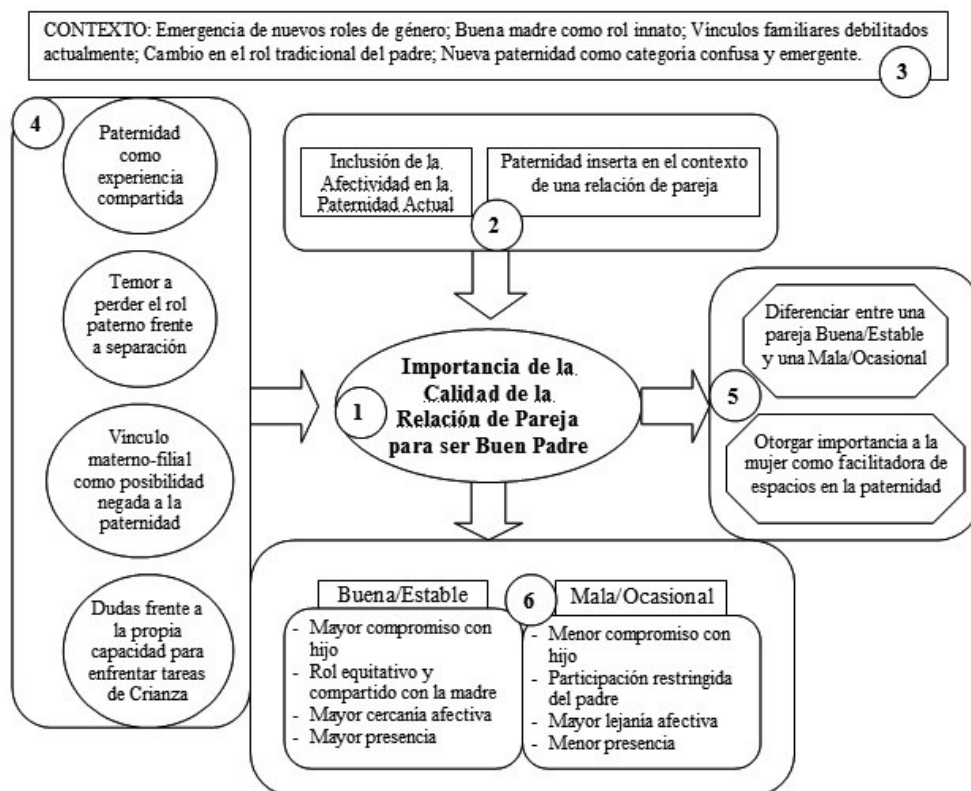 CONTEXTO: Emergencia de nuevos roles de género; Buena madre como rol innato; Vínculos familiares debilitados
actualmente; Cambio en el rol tradicional del padre; Nueva paternidad como categoría confusa y emergente.
3
4
Paternidad
como
experiencia
compartida
Temor a
perder el rol
paterno frente
a separación
Vínculo
materno-filial
como posibilidad
negada a la
paternidad
Dudas frente a
la propia
capacidad para
enfrentar tareas
de Crianza
Inclusión de la
Afectividad en la
Paternidad Actual
Paternidad inserta en el contexto
de una relación de pareja
2
1
Importancia de la
Calidad de la
Relación de Pareja
para ser Buen Padre
5
Diferenciar entre una
pareja Buena/Estable
y una Mala/Ocasional
Otorgar importancia a la
mujer como facilitadora de
espacios en la paternidad
6
Buena/Estable
- Mayor compromiso con
hijo
- Rol equitativo y
compartido con la madre
- Mayor cercanía afectiva
- Mayor presencia
Mala/Ocasional
- Menor compromiso con
hijo
- Participación restringida
del padre
- Mayor lejanía afectiva
- Menor presencia